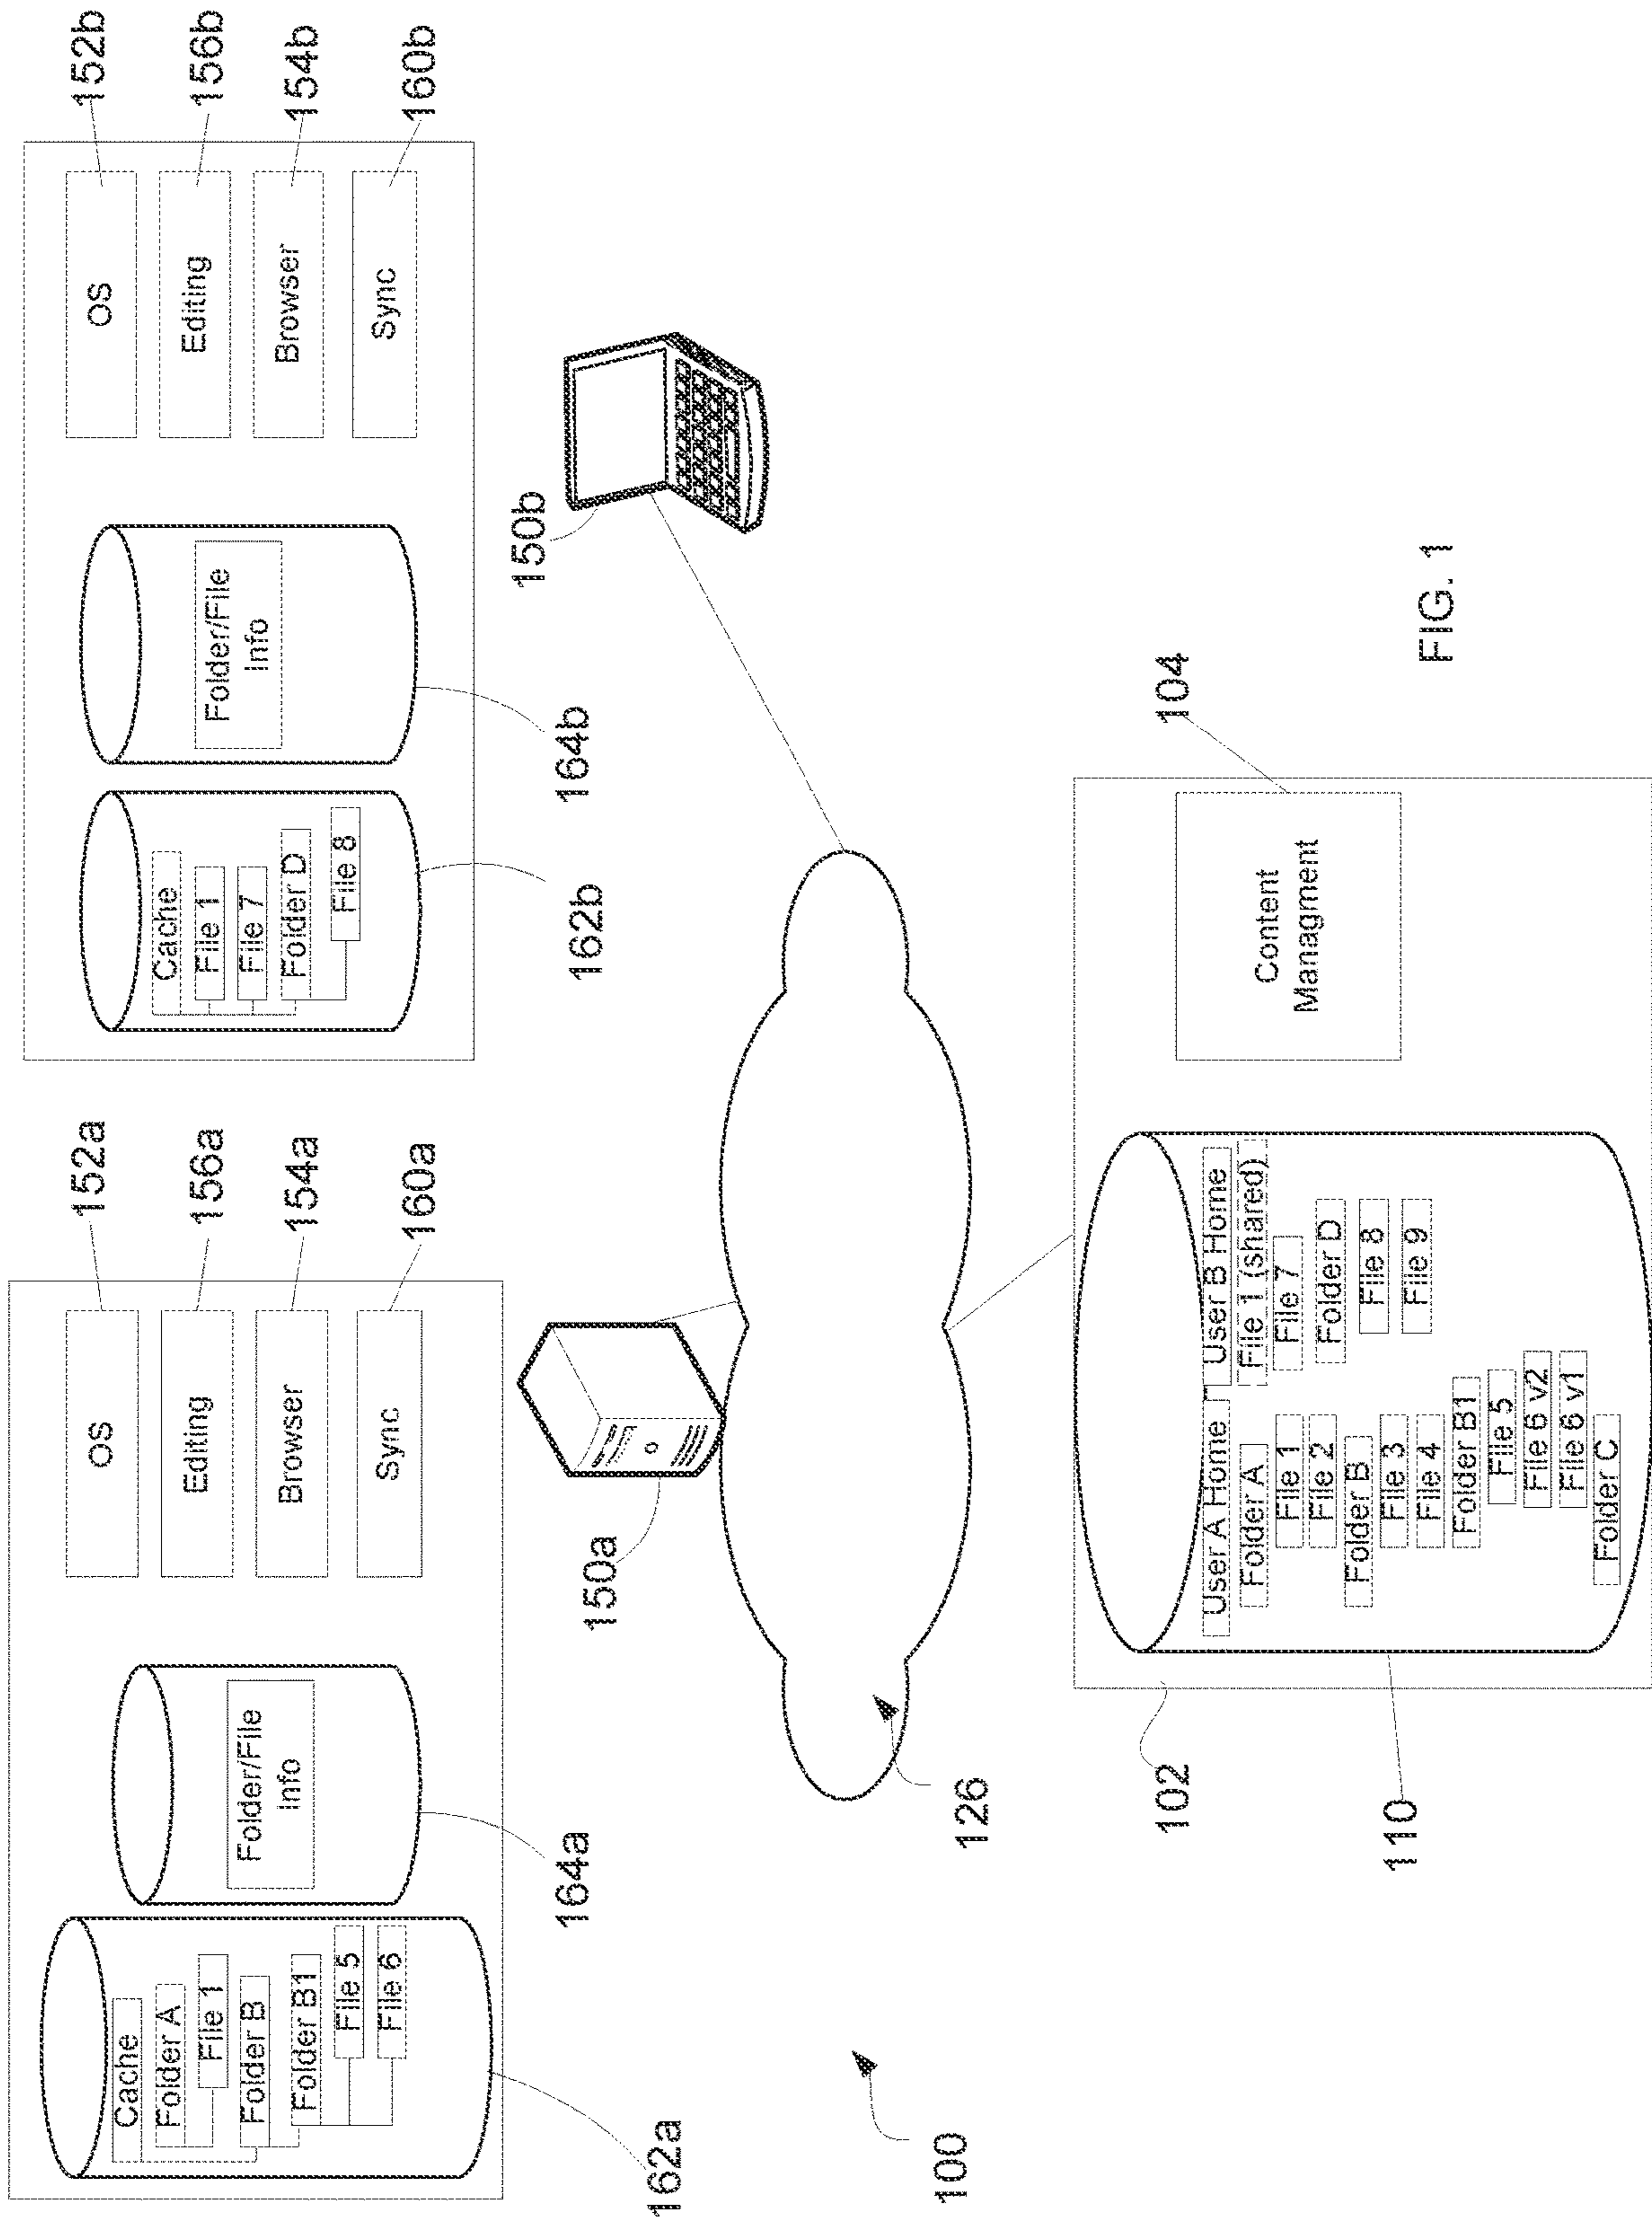 Cache
Folder A
File 1
Folder B
Folder B1
File 5
File 6
162a
Folder/File
Info
164a
OS
Editing
Browser
Sync
152a
156a
154a
160a
Cache
File 1
File 7
Folder D
File 8
162b
Folder/File
Info
164b
OS
Editing
Browser
Sync
152b
156b
154b
160b
150a
150b
126
100
102
110
User A Home
Folder A
File 1
File 2
Folder B
File 3
File 4
Folder B1
File 5
File 6 v2
File 6 v1
Folder C
User B Home
File 1 (shared)
File 7
Folder D
File 8
File 9
Content
Managment
104
FIG. 1